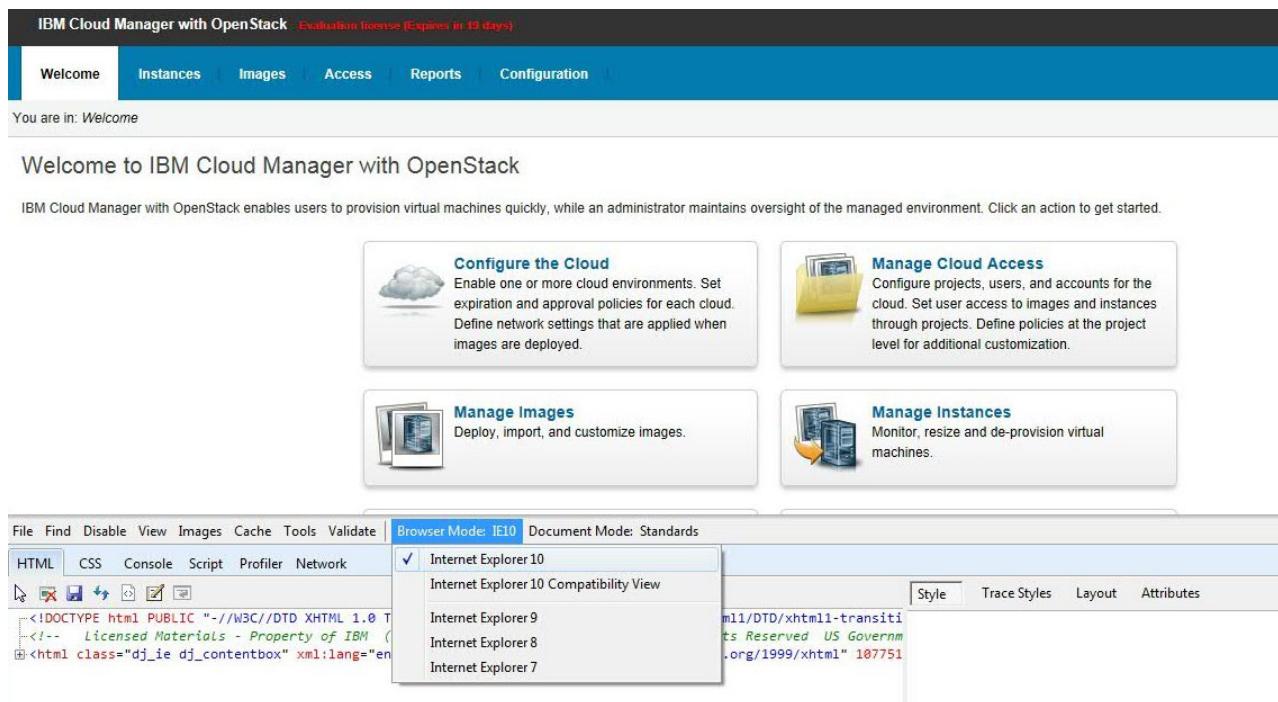 IBM Cloud Manager with OpenStack Evaluation license (Expires in 19 days)
Welcome Instances Images Access Reports Configuration
You are in: Welcome
Welcome to IBM Cloud Manager with OpenStack
IBM Cloud Manager with OpenStack enables users to provision virtual machines quickly, while an administrator maintains oversight of the managed environment. Click an action to get started.
Configure the Cloud
Enable one or more cloud environments. Set
expiration and approval policies for each cloud.
Define network settings that are applied when
images are deployed.
Manage Cloud Access
Configure projects, users, and accounts for the
cloud. Set user access to images and instances
through projects. Define policies at the project
level for additional customization.
Manage Images
Deploy, import, and customize images.
Manage Instances
Monitor, resize and de-provision virtual
machines.
File Find Disable View Images Cache Tools Validate Browser Mode: IE10 Document Mode: Standards
HTML CSS Console Script Profiler Network
Internet Explorer 10
Internet Explorer 10 Compatibility View
Internet Explorer 9
Internet Explorer 8
Internet Explorer 7
Style Trace Styles Layout Attributes
<!DOCTYPE html PUBLIC "-//W3C//DTD XHTML 1.0 T ml1/DTD/xhtml1-transiti
<!-- Licensed Materials - Property of IBM ( ts Reserved US Governm
<html class="dj_ie dj_contentbox" xml:lang="en .org/1999/xhtml" 107751